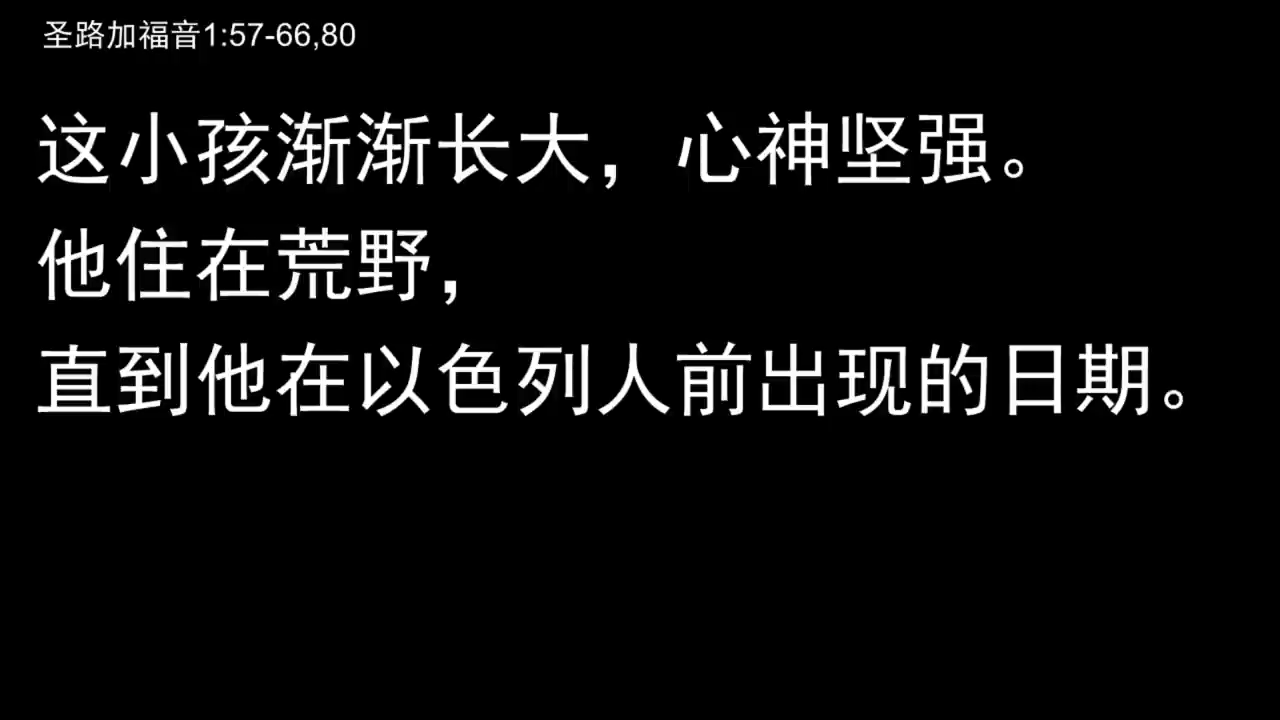 圣路加福音1:57-66,80
这小孩渐渐长大，心神坚强。
他住在荒野，
直到他在以色列人前出现的日期。